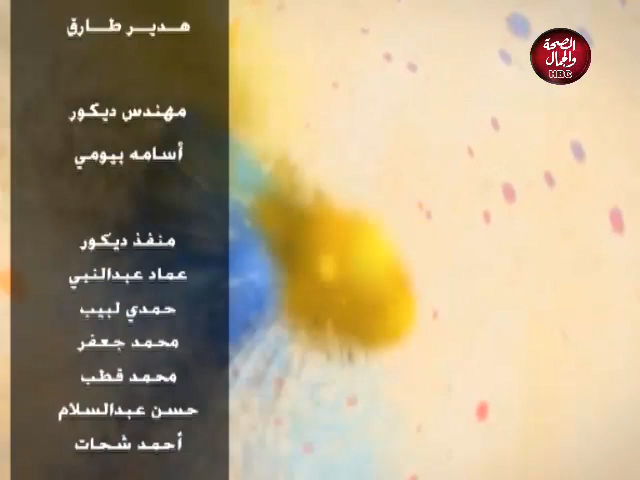 هدير طارق
الصحة
والجمال
HBC
مهندس ديكور
أسامه بيومي
منفذ ديكور
عماد عبدالنبي
حمدي لبيب
محمد جعفر
محمد قطب
حسن عبدالسلام
أحمد شحات